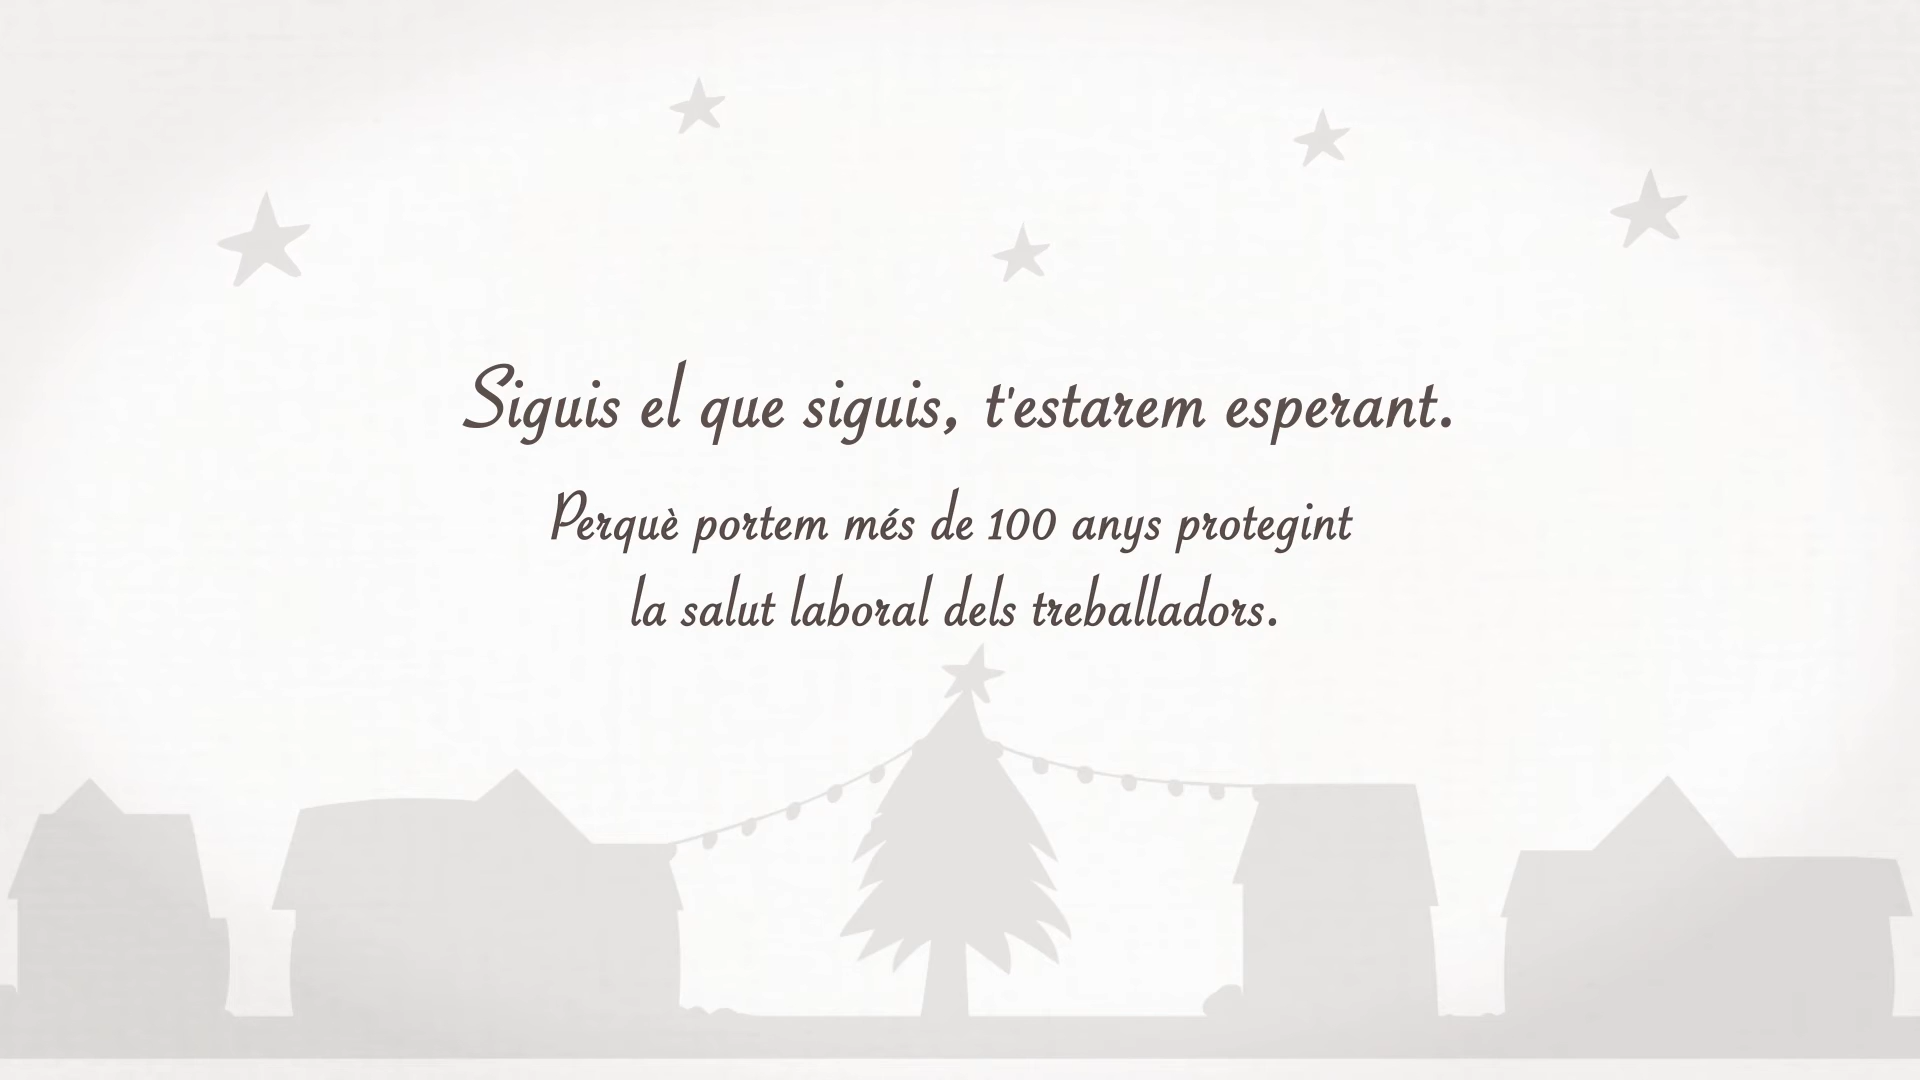 Siguis el que siguis, t'estarem esperant.
Perquè portem més de 100 anys protegint
la salut laboral dels treballadors.